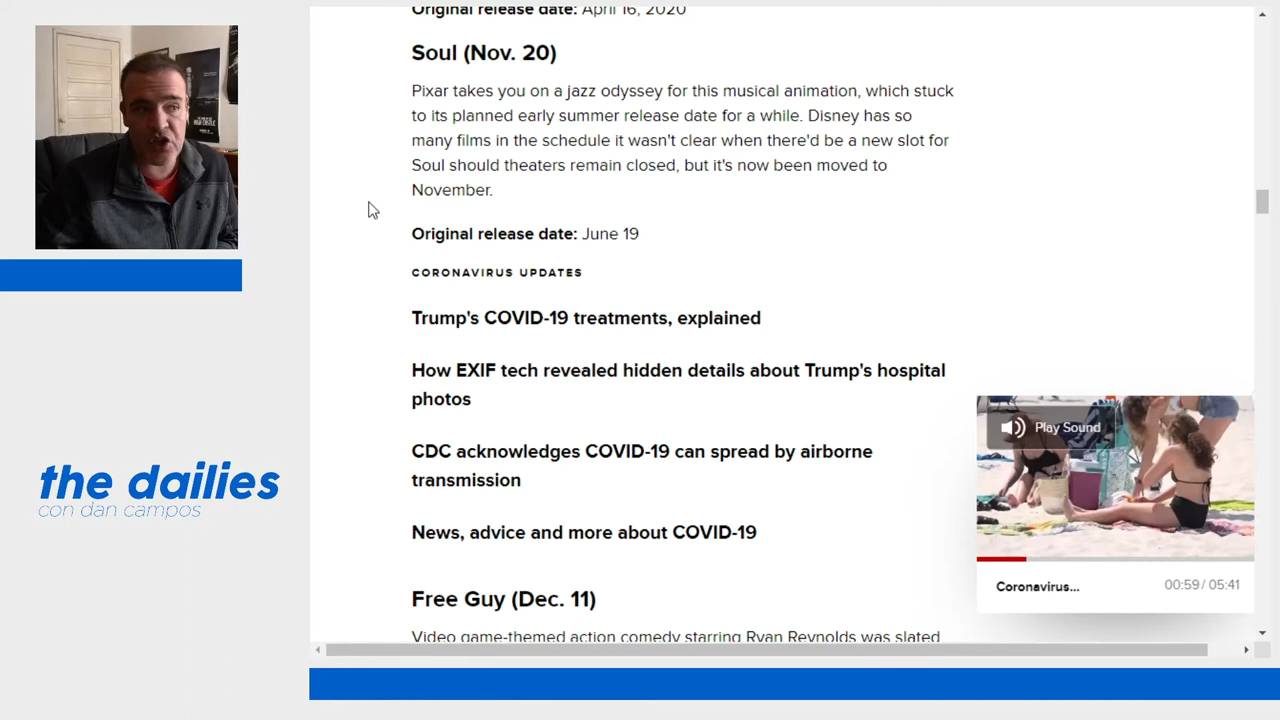 Original release date: April 16, 2020
Soul (Nov. 20)
Pixar takes you on a jazz odyssey for this musical animation, which stuck
to its planned early summer release date for a while. Disney has so
many films in the schedule it wasn't clear when there'd be a new slot for
Soul should theaters remain closed, but it's now been moved to
November.
Original release date: June 19
CORONAVIRUS UPDATES
Trump's COVID-19 treatments, explained
How EXIF tech revealed hidden details about Trump's hospital
photos
CDC acknowledges COVID-19 can spread by airborne
transmission
News, advice and more about COVID-19
Free Guy (Dec. 11)
Video game-themed action comedy starring Ryan Reynolds was slated
Play Sound
Coronavirus...
00:59 / 05:41
the dailies
con dan campos